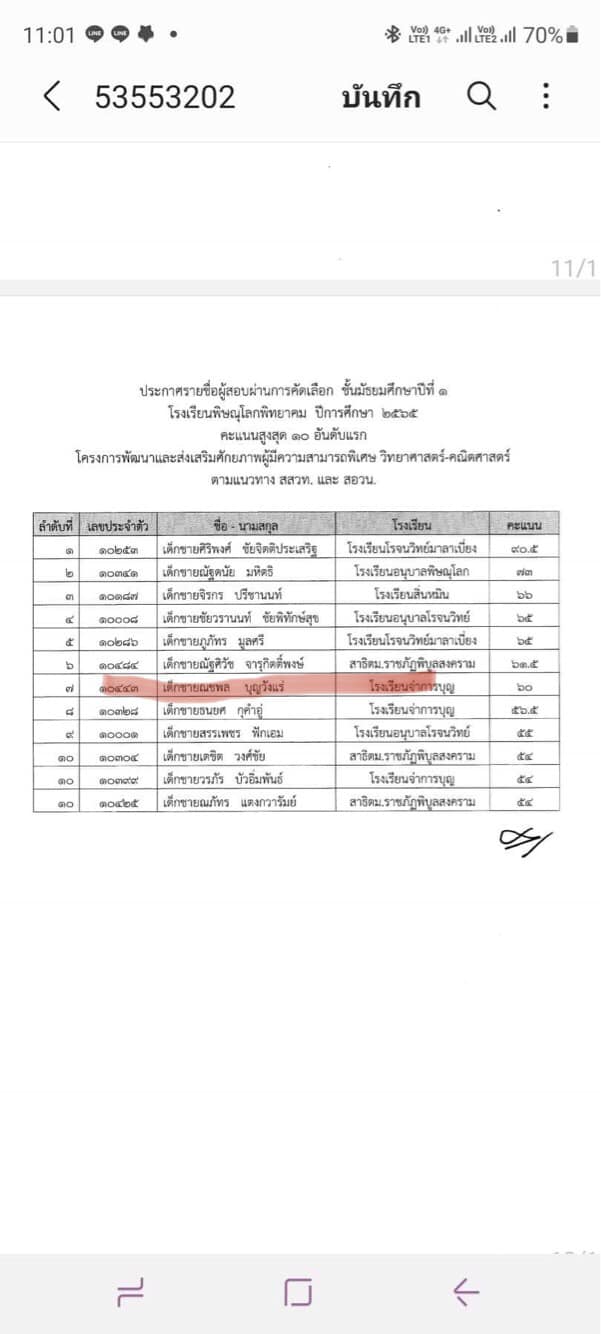 11:01
LINE LINE
Vo)) LTE1 4G+ Vo)) LTE2 70%
53553202 บันทึก
11/1
ประกาศรายชื่อผู้สอบผ่านการคัดเลือก ชั้นมัธยมศึกษาปีที่ ๑
โรงเรียนพิษณุโลกพิทยาคม ปีการศึกษา ๒๕๖๕
คะแนนสูงสุด ๑๐ อันดับแรก
โครงการพัฒนาและส่งเสริมศักยภาพผู้มีความสามารถพิเศษ วิทยาศาสตร์-คณิตศาสตร์
ตามแนวทาง สสวท. และ สอวน.
ลำดับที่ เลขประจำตัว ชื่อ - นามสกุล โรงเรียน คะแนน
๑ ๑๐๒๕๓ เด็กชายศิริพงศ์ ชัยจิตติประเสริฐ โรงเรียนโรจนวิทย์มาลาเบี่ยง ๙๐.๕
๒ ๑๐๓๔๑ เด็กชายณัฐดนัย มหิตธิ โรงเรียนอนุบาลพิษณุโลก ๗๓
๓ ๑๐๑๘๗ เด็กชายจิรกร ปรีชานนท์ โรงเรียนสิ่นหมิน ๖๖
๔ ๑๐๐๐๘ เด็กชายชัยวรานนท์ ชัยพิทักษ์สุข โรงเรียนอนุบาลโรจนวิทย์ ๖๕
๕ ๑๐๒๘๖ เด็กชายภูภัทร มูลศรี โรงเรียนโรจนวิทย์มาลาเบี่ยง ๖๕
๖ ๑๐๔๘๔ เด็กชายณัฐศิวัช จารุกิตติ์พงษ์ สาธิตม.ราชภัฏพิบูลสงคราม ๖๑.๕
๗ ๑๐๔๔๓ เด็กชายณชพล บุญวังแร่ โรงเรียนจ่าการบุญ ๖๐
๘ ๑๐๓๒๘ เด็กชายธนยศ กุคำอู่ โรงเรียนจ่าการบุญ ๕๖.๕
๙ ๑๐๐๐๑ เด็กชายสรรเพชร ฟักเอม โรงเรียนอนุบาลโรจนวิทย์ ๕๕
๑๐ ๑๐๓๐๔ เด็กชายเตชิต วงศ์ชัย สาธิตม.ราชภัฏพิบูลสงคราม ๕๔
๑๐ ๑๐๓๙๙ เด็กชายวรภัร บัวอิ่มพันธ์ โรงเรียนจ่าการบุญ ๕๔
๑๐ ๑๐๔๒๕ เด็กชายณภัทร แตงกวารัมย์ สาธิตม.ราชภัฏพิบูลสงคราม ๕๔